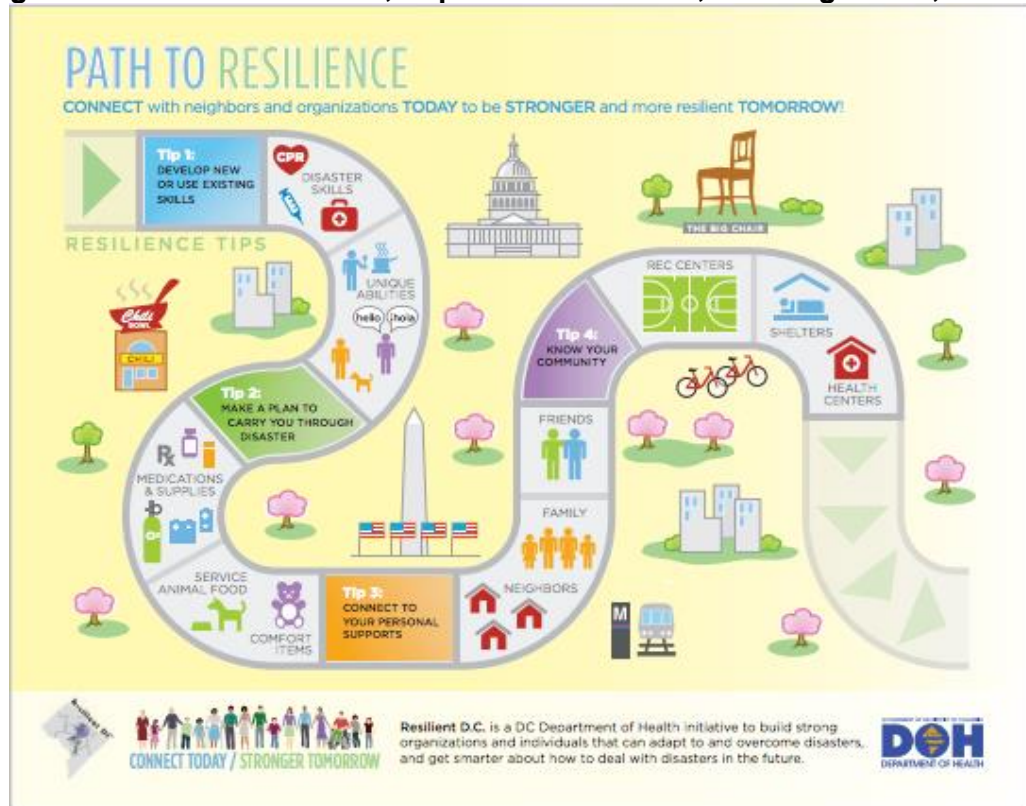 PATH TO RESILIENCE
CONNECT with neighbors and organizations TODAY to be STRONGER and more resilient TOMORROW!
Tip 1:
DEVELOP NEW
OR USE EXISTING
SKILLS
CPR
DISASTER
SKILLS
RESILIENCE TIPS
UNIQUE
ABILITIES
hello
¡hola
THE BIG CHAIR
Chili
BOWL
CHILI
Tip 2:
MAKE A PLAN TO
CARRY YOU THROUGH
DISASTER
Rx
MEDICATIONS
& SUPPLIES
SERVICE
ANIMAL FOOD
COMFORT
ITEMS
Tip 3:
CONNECT TO
YOUR PERSONAL
SUPPORTS
NEIGHBORS
FAMILY
FRIENDS
Tip 4:
KNOW YOUR
COMMUNITY
REC CENTERS
SHELTERS
HEALTH
CENTERS
M
Resilient DC
CONNECT TODAY / STRONGER TOMORROW
Resilient D.C. is a DC Department of Health initiative to build strong
organizations and individuals that can adapt to and overcome disasters,
and get smarter about how to deal with disasters in the future.
DOH
DEPARTMENT OF HEALTH